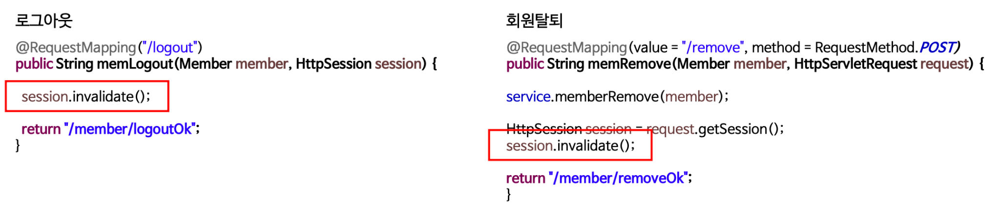 로그아웃
@RequestMapping("/logout")
public String memLogout(Member member, HttpSession session) {
session.invalidate();
return "/member/logoutOk";
}
회원탈퇴
@RequestMapping(value = "/remove", method = RequestMethod.POST)
public String memRemove(Member member, HttpServletRequest request) {
service.memberRemove(member);
HttpSession session = request.getSession();
session.invalidate();
return "/member/removeOk";
}